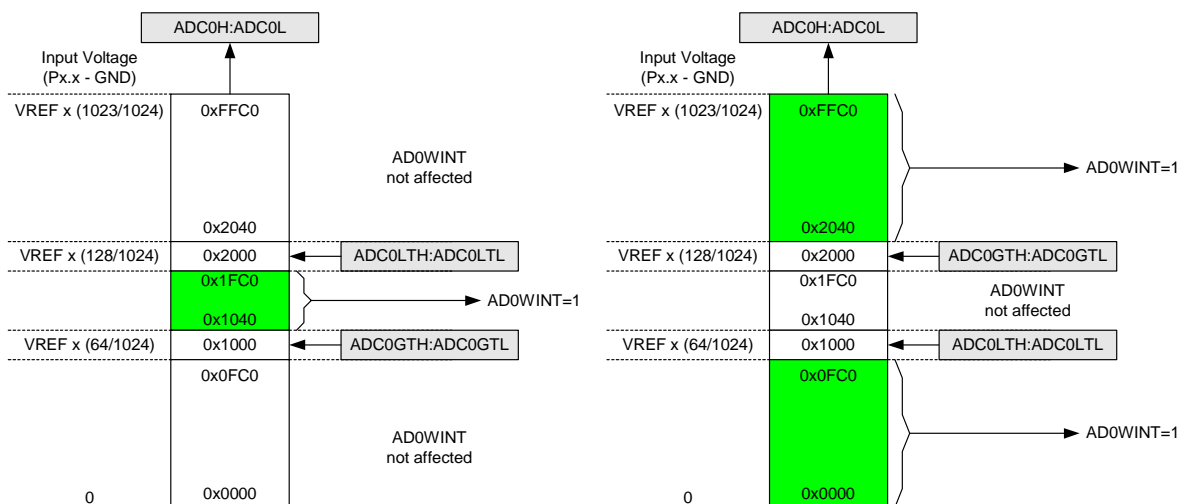 ADC0H:ADC0L
Input Voltage
(Px.x - GND)
VREF x (1023/1024)
0xFFC0
AD0WINT
not affected
0x2040
VREF x (128/1024)
0x2000
ADC0LTH:ADC0LTL
0x1FC0
AD0WINT=1
0x1040
VREF x (64/1024)
0x1000
ADC0GTH:ADC0GTL
0x0FC0
AD0WINT
not affected
0
0x0000
ADC0H:ADC0L
Input Voltage
(Px.x - GND)
VREF x (1023/1024)
0xFFC0
AD0WINT=1
0x2040
VREF x (128/1024)
0x2000
ADC0GTH:ADC0GTL
0x1FC0
AD0WINT
not affected
0x1040
VREF x (64/1024)
0x1000
ADC0LTH:ADC0LTL
0x0FC0
AD0WINT=1
0
0x0000